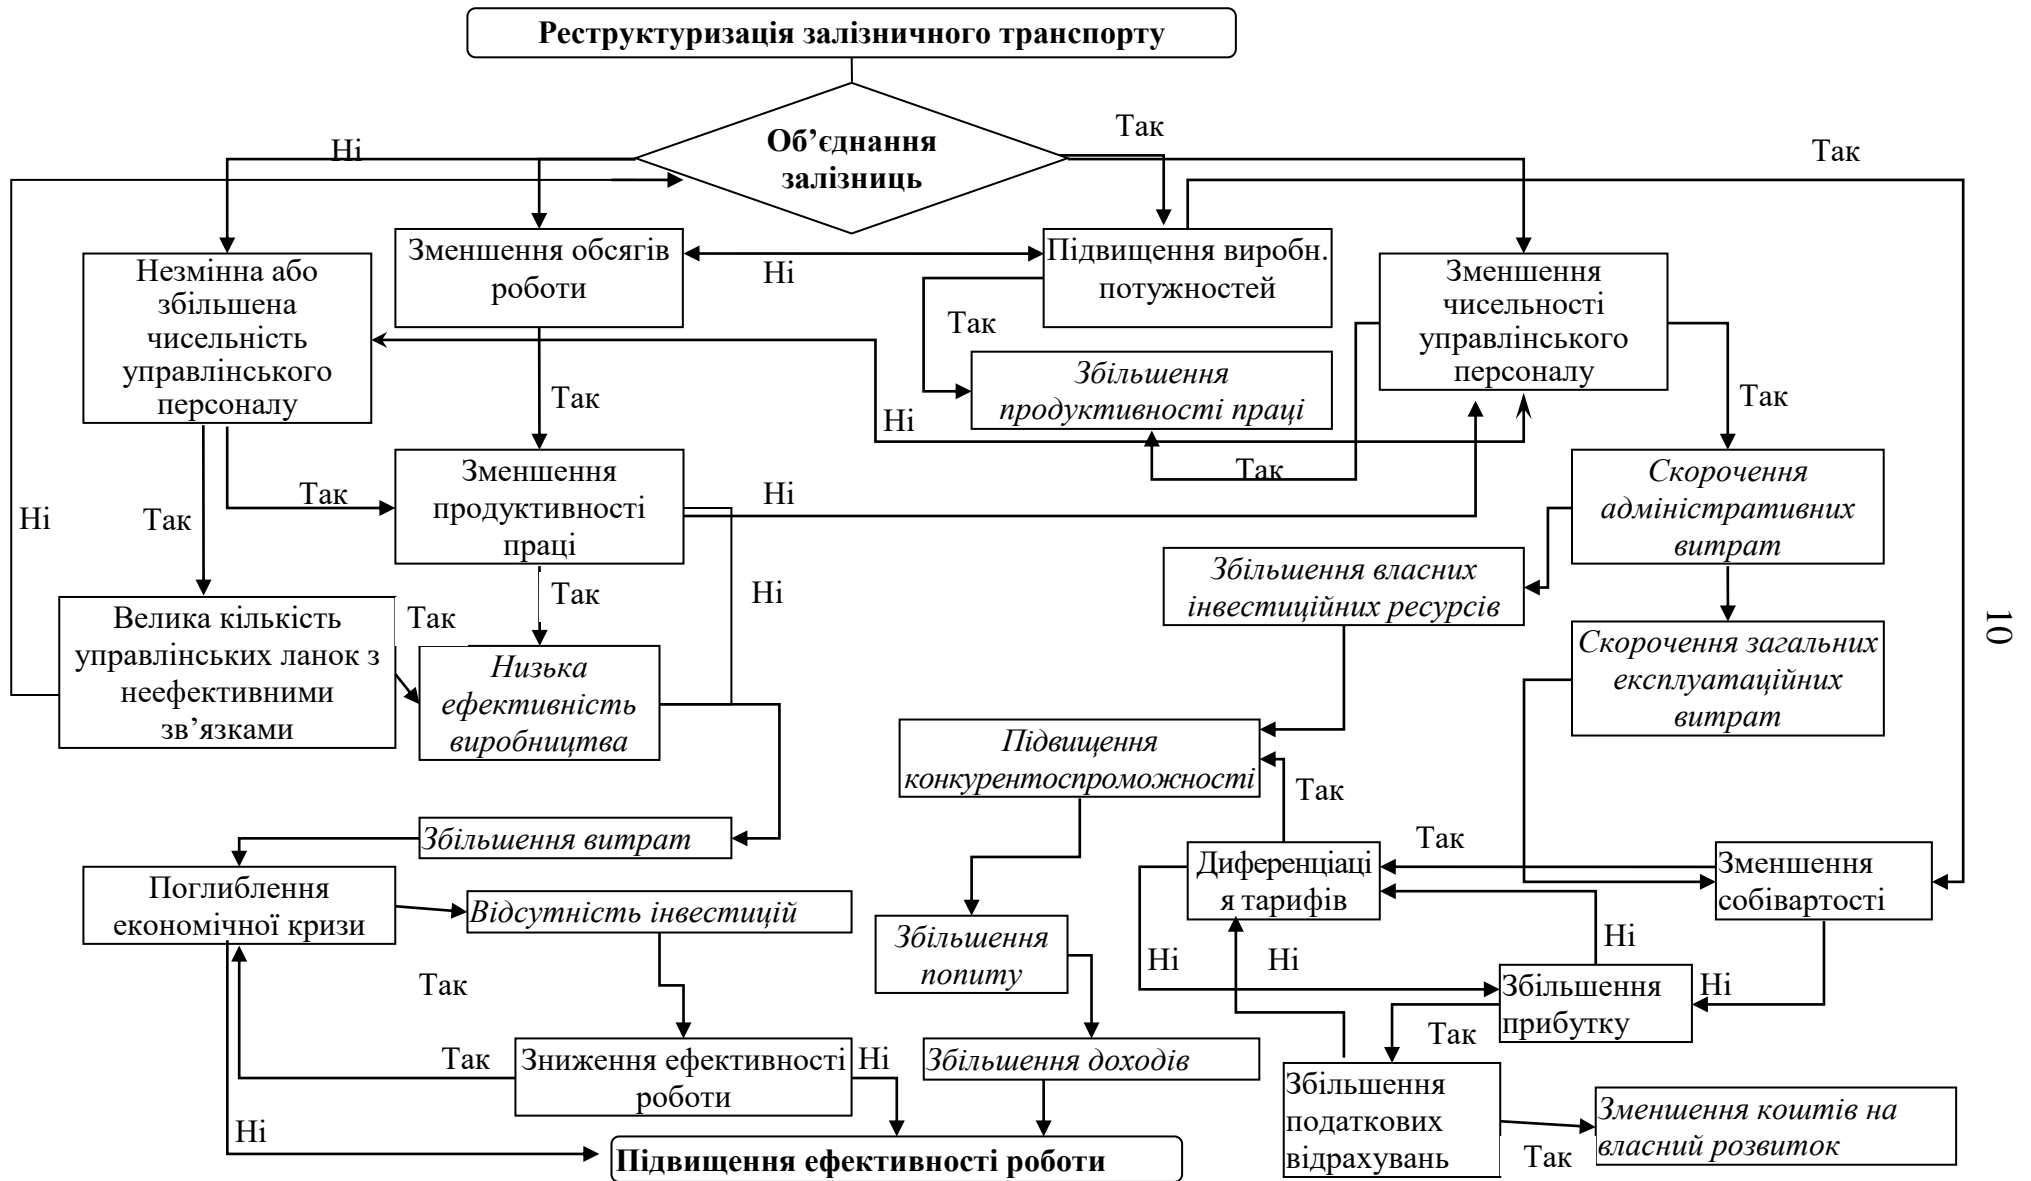 Реструктуризація залізничного транспорту
Об’єднання
залізниць
Ні
Так
Так
Незмінна або
збільшена
чисельність
управлінського
персоналу
Зменшення обсягів
роботи
Ні
Підвищення виробн.
потужностей
Зменшення
чисельності
управлінського
персоналу
Так
Збільшення
продуктивності праці
Так
Так
Ні
Так
Зменшення
продуктивності
праці
Так
Так
Ні
Ні
Скорочення
адміністративних
витрат
Збільшення власних
інвестиційних ресурсів
Ні
Так
Так
Велика кількість
управлінських ланок з
неефективними
зв’язками
Низька
ефективність
виробництва
Скорочення загальних
експлуатаційних
витрат
10
Підвищення
конкурентоспроможності
Так
Збільшення витрат
Так
Поглиблення
економічної кризи
Відсутність інвестицій
Диференціаці
я тарифів
Зменшення
собівартості
Збільшення
попиту
Ні
Ні
Ні
Ні
Так
Збільшення
прибутку
Так
Так
Зниження ефективності
роботи
Ні
Збільшення доходів
Збільшення
податкових
відрахувань
Так
Зменшення коштів на
власний розвиток
Ні
Підвищення ефективності роботи